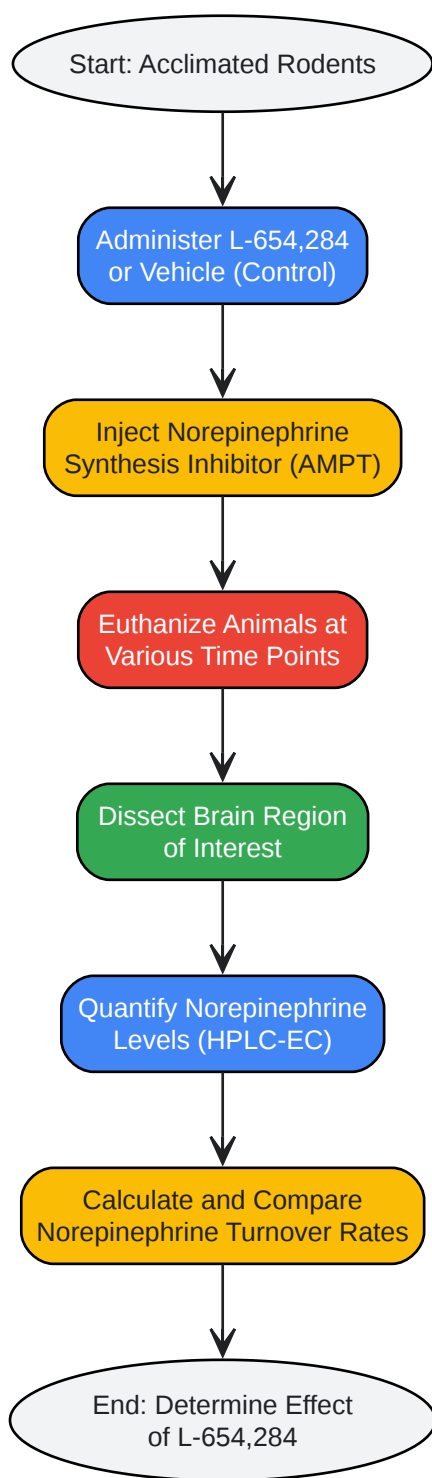 Start: Acclimated Rodents
Administer L-654,284
or Vehicle (Control)
Inject Norepinephrine
Synthesis Inhibitor (AMPT)
Euthanize Animals at
Various Time Points
Dissect Brain Region
of Interest
Quantify Norepinephrine
Levels (HPLC-EC)
Calculate and Compare
Norepinephrine Turnover Rates
End: Determine Effect
of L-654,284